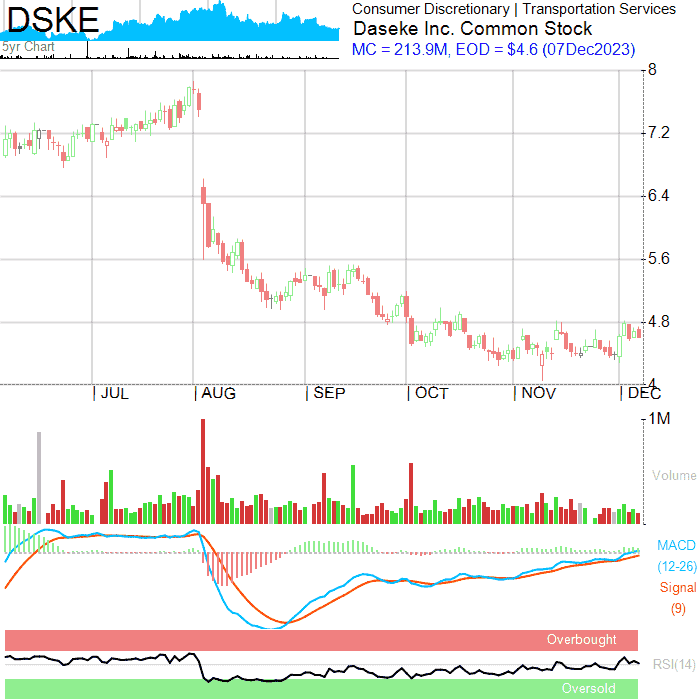 DSKE
5yr Chart
Consumer Discretionary | Transportation Services
Daseke Inc. Common Stock
MC = 213.9M, EOD = $4.6 (07Dec2023)
8
7.2
6.4
5.6
4.8
4
| JUL | AUG | SEP | OCT | NOV | DEC
1M
Volume
MACD
(12-26)
Signal
(9)
Overbought
RSI(14)
Oversold